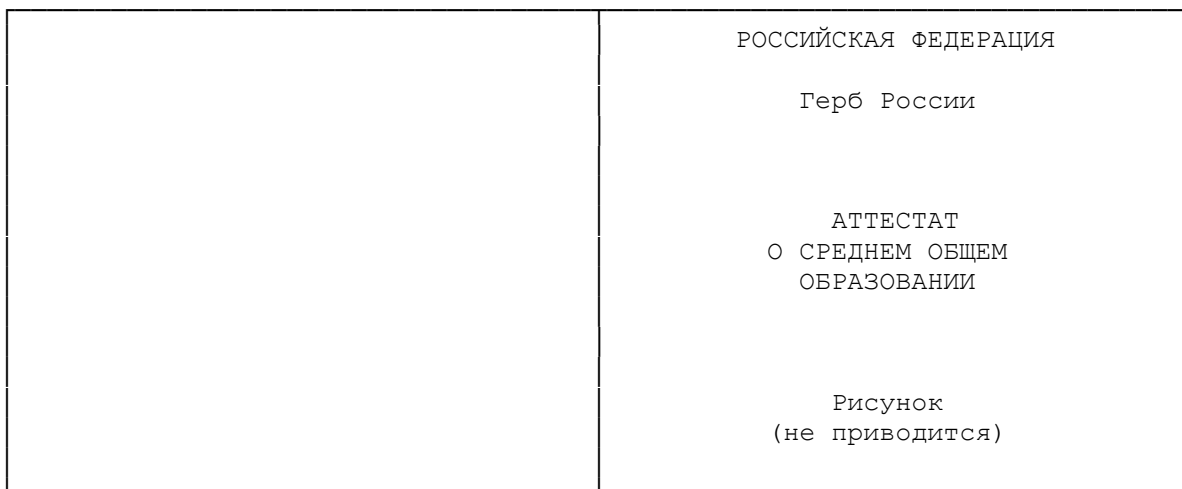 РОССИЙСКАЯ ФЕДЕРАЦИЯ
Герб России
АТТЕСТАТ
О СРЕДНЕМ ОБЩЕМ
ОБРАЗОВАНИИ
Рисунок
(не приводится)